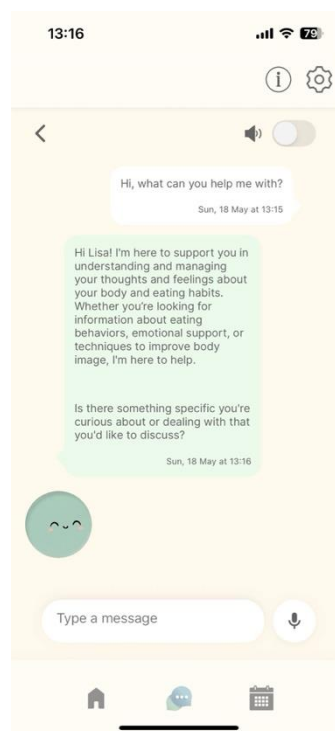 13:16
79
Hi, what can you help me with?
Sun, 18 May at 13:15
Hi Lisa! I'm here to support you in
understanding and managing
your thoughts and feelings about
your body and eating habits.
Whether you're looking for
information about eating
behaviors, emotional support, or
techniques to improve body
image, I'm here to help.
Is there something specific you're
curious about or dealing with that
you'd like to discuss?
Sun, 18 May at 13:16
Type a message